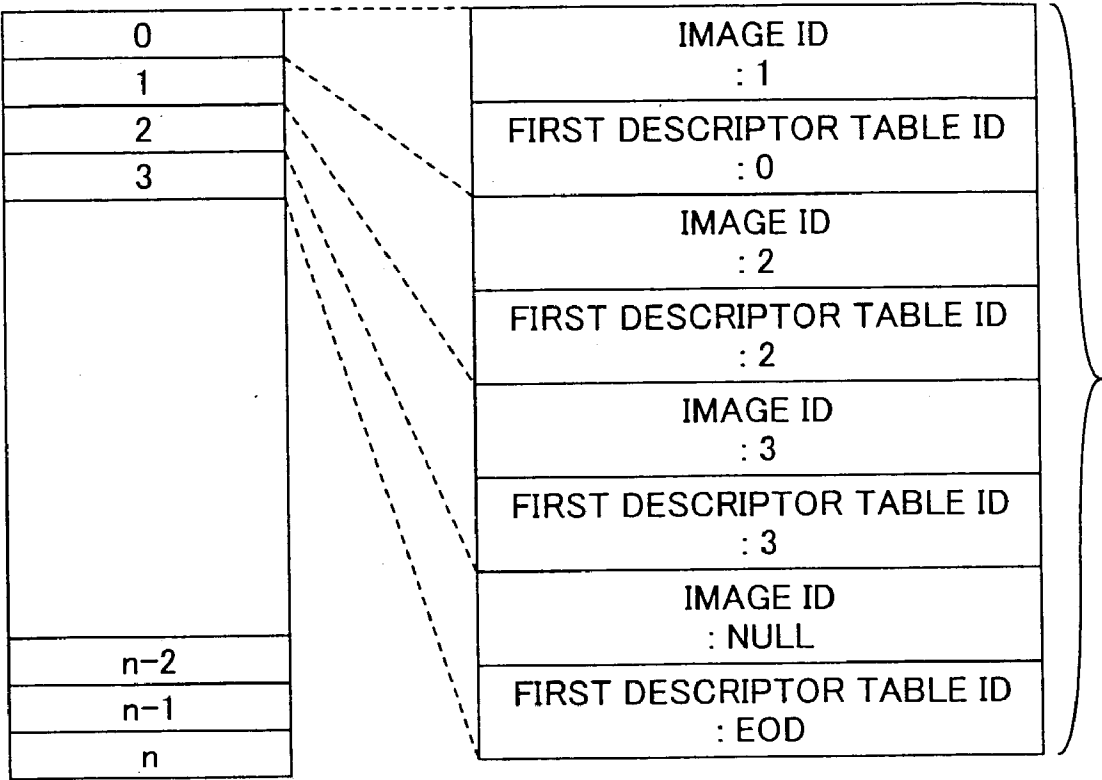 0
1
2
3
n-2
n-1
n
IMAGE ID
: 1
FIRST DESCRIPTOR TABLE ID
: 0
IMAGE ID
: 2
FIRST DESCRIPTOR TABLE ID
: 2
IMAGE ID
: 3
FIRST DESCRIPTOR TABLE ID
: 3
IMAGE ID
: NULL
FIRST DESCRIPTOR TABLE ID
: EOD